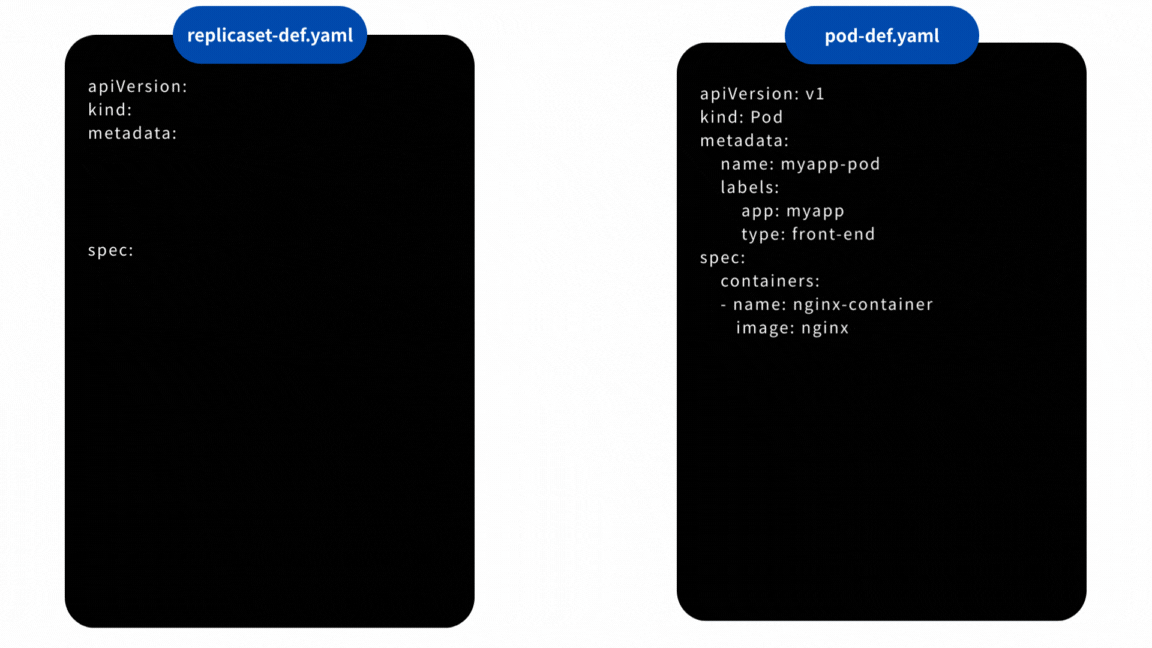 replicaset-def.yaml
apiVersion:
kind:
metadata:
spec:
pod-def.yaml
apiVersion: v1
kind: Pod
metadata:
name: myapp-pod
labels:
app: myapp
type: front-end
spec:
containers:
- name: nginx-container
image: nginx